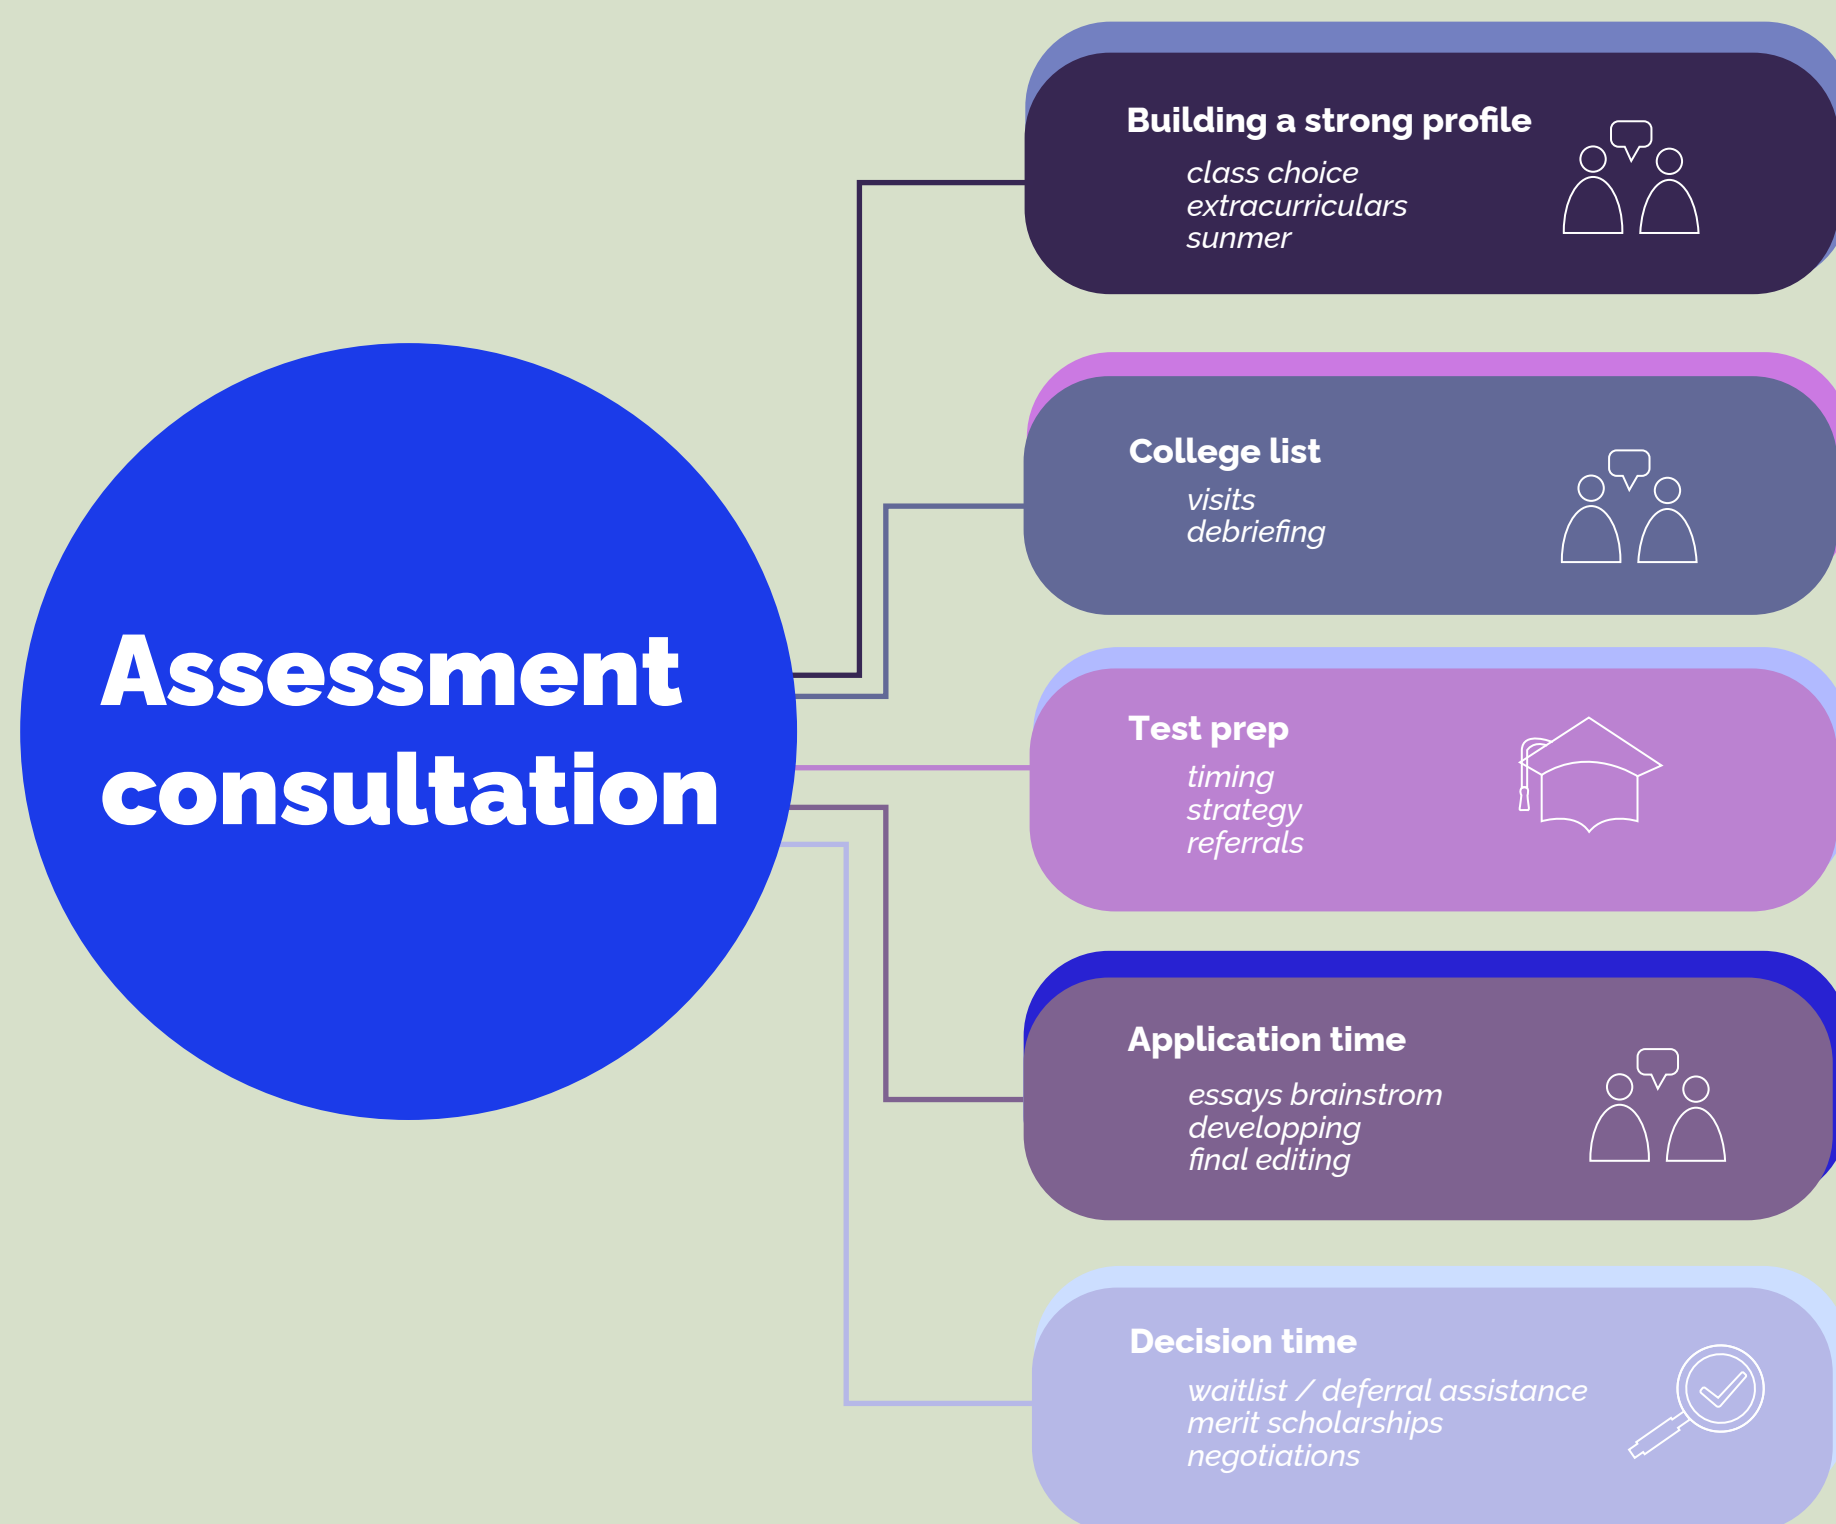 Assessment
consultation
Building a strong profile
class choice
extracurriculars
sunmer
College list
visits
debriefing
Test prep
timing
strategy
referrals
Application time
essays brainstrom
developping
final editing
Decision time
waitlist / deferral assistance
merit scholarships
negotiations